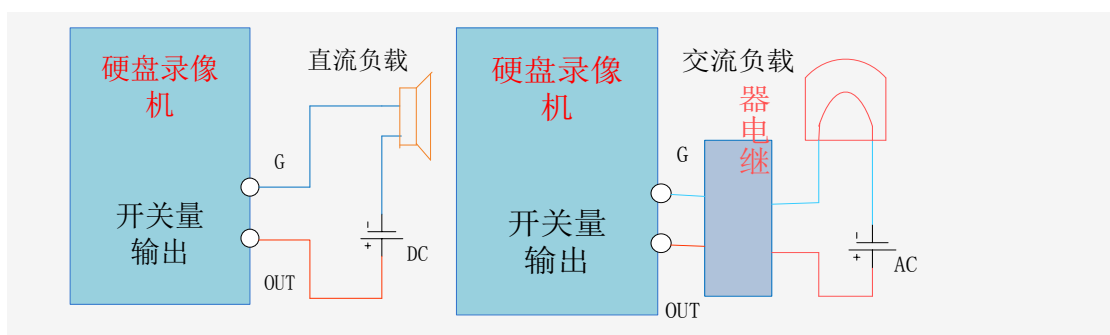 硬盘录像
机
直流负载
G
开关量
输出
OUT
-
+
DC
硬盘录像
机
交流负载
器
电
继
G
开关量
输出
OUT
-
+
AC